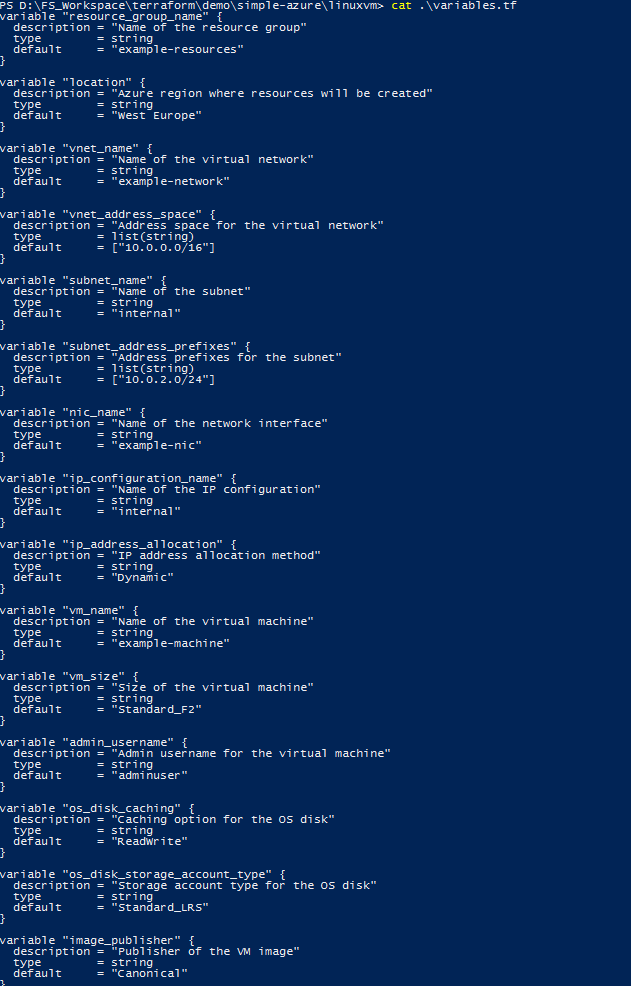 PS D:\FS_Workspace\terraform\demo\simple-azure\linuxvm> cat .\variables.tf
variable "resource_group_name" {
  description = "Name of the resource group"
  type        = string
  default     = "example-resources"
}

variable "location" {
  description = "Azure region where resources will be created"
  type        = string
  default     = "West Europe"
}

variable "vnet_name" {
  description = "Name of the virtual network"
  type        = string
  default     = "example-network"
}

variable "vnet_address_space" {
  description = "Address space for the virtual network"
  type        = list(string)
  default     = ["10.0.0.0/16"]
}

variable "subnet_name" {
  description = "Name of the subnet"
  type        = string
  default     = "internal"
}

variable "subnet_address_prefixes" {
  description = "Address prefixes for the subnet"
  type        = list(string)
  default     = ["10.0.2.0/24"]
}

variable "nic_name" {
  description = "Name of the network interface"
  type        = string
  default     = "example-nic"
}

variable "ip_configuration_name" {
  description = "Name of the IP configuration"
  type        = string
  default     = "internal"
}

variable "ip_address_allocation" {
  description = "IP address allocation method"
  type        = string
  default     = "Dynamic"
}

variable "vm_name" {
  description = "Name of the virtual machine"
  type        = string
  default     = "example-machine"
}

variable "vm_size" {
  description = "Size of the virtual machine"
  type        = string
  default     = "Standard_F2"
}

variable "admin_username" {
  description = "Admin username for the virtual machine"
  type        = string
  default     = "adminuser"
}

variable "os_disk_caching" {
  description = "Caching option for the OS disk"
  type        = string
  default     = "ReadWrite"
}

variable "os_disk_storage_account_type" {
  description = "Storage account type for the OS disk"
  type        = string
  default     = "Standard_LRS"
}

variable "image_publisher" {
  description = "Publisher of the VM image"
  type        = string
  default     = "Canonical"
}